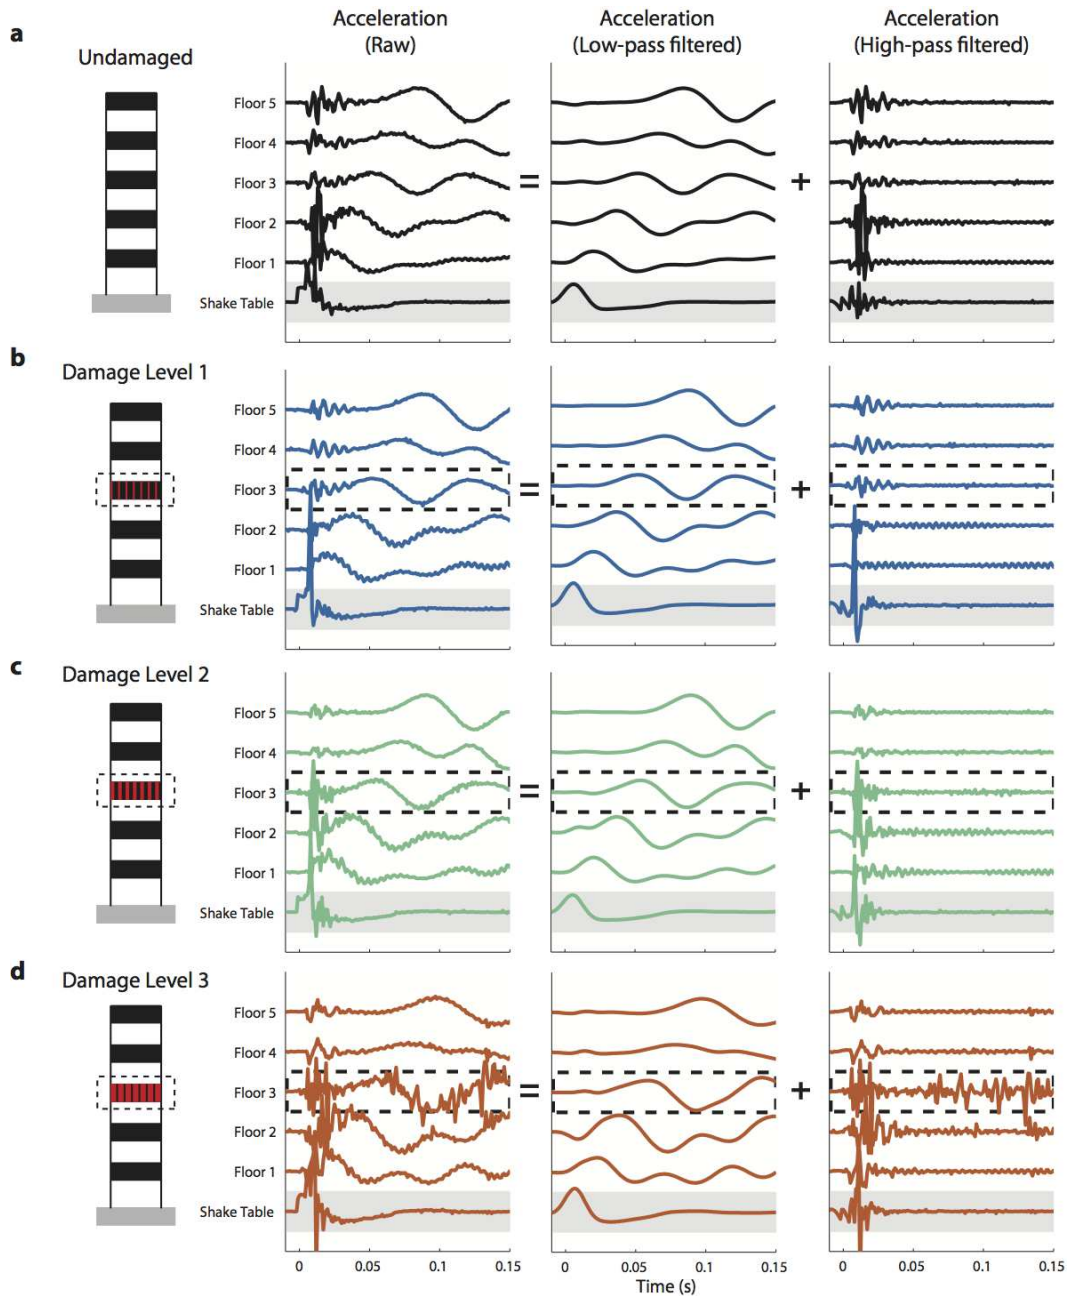 Acceleration
(Raw)
Acceleration
(Low-pass filtered)
Acceleration
(High-pass filtered)
a
Undamaged
Floor 5
Floor 4
Floor 3
=
+
Floor 2
Floor 1
Shake Table
b
Damage Level 1
Floor 5
Floor 4
Floor 3
=
+
Floor 2
Floor 1
Shake Table
c
Damage Level 2
Floor 5
Floor 4
Floor 3
=
+
Floor 2
Floor 1
Shake Table
d
Damage Level 3
Floor 5
Floor 4
Floor 3
=
+
Floor 2
Floor 1
Shake Table
0 0.05 0.1 0.15 0 0.05 0.1 0.15 0 0.05 0.1 0.15
Time (s)